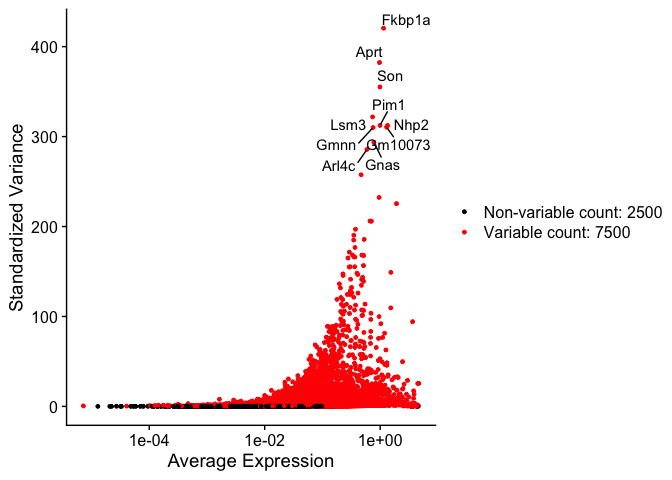 Fkbp1a
400
Aprt
Son
Pim1
300
Lsm3
Nhp2
Gmnn
Gm10073
Arl4c
Gnas
Standardized Variance
Non-variable count: 2500
200
Variable count: 7500
100
0
1e-04
1e-02
1e+00
Average Expression